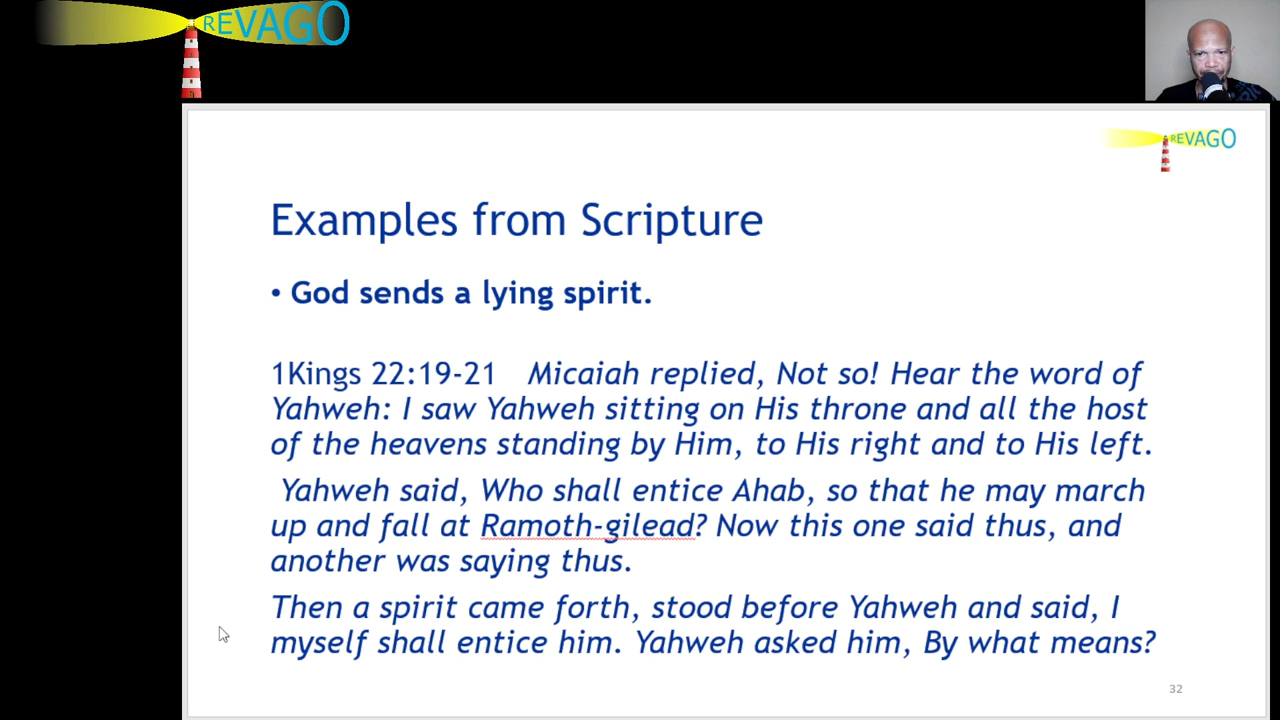 REVAGO
REVAGO
Examples from Scripture
• God sends a lying spirit.
1Kings 22:19-21 Micaiah replied, Not so! Hear the word of
Yahweh: I saw Yahweh sitting on His throne and all the host
of the heavens standing by Him, to His right and to His left.
Yahweh said, Who shall entice Ahab, so that he may march
up and fall at Ramoth-gilead? Now this one said thus, and
another was saying thus.
Then a spirit came forth, stood before Yahweh and said, I
myself shall entice him. Yahweh asked him, By what means?
32